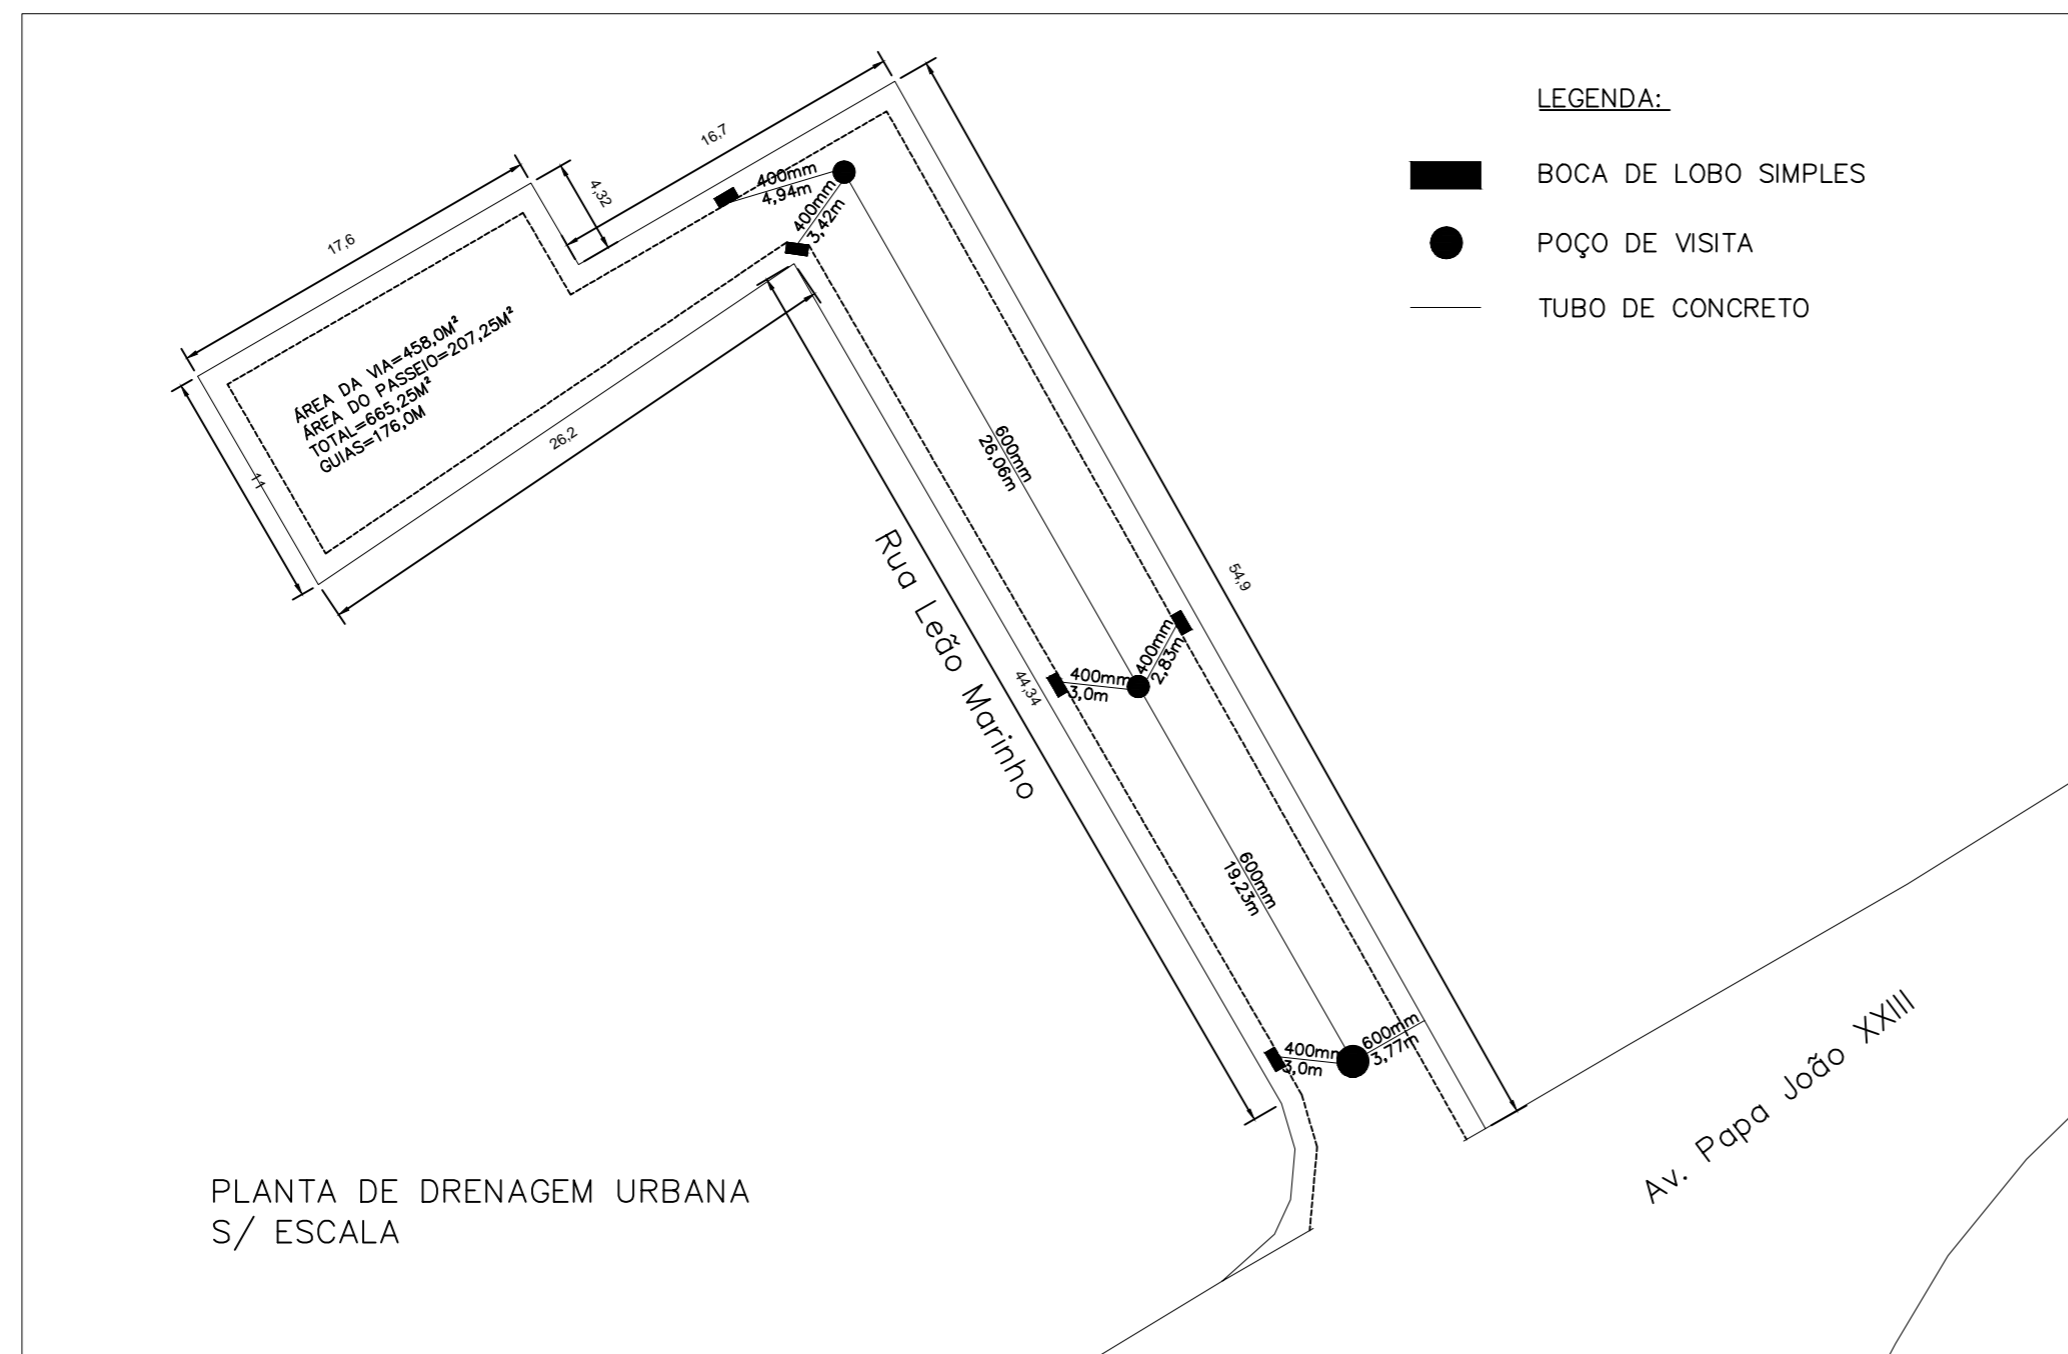 LEGENDA:
BOCA DE LOBO SIMPLES
POÇO DE VISITA
TUBO DE CONCRETO
16,7
4,32
17,6
400mm
4,94m
400mm
3,42m
ÁREA DA VIA=458,0M²
ÁREA DO PASSEIO=207,25M²
TOTAL=665,25M²
GUIAS=176,0M
11
26,2
600mm
26,06m
54,9
Rua Leão Marinho
44,34
400mm
2,83m
400mm
3,0m
600mm
19,23m
400mm
3,0m
600mm
3,77m
Av. Papa João XXIII
PLANTA DE DRENAGEM URBANA
S/ ESCALA